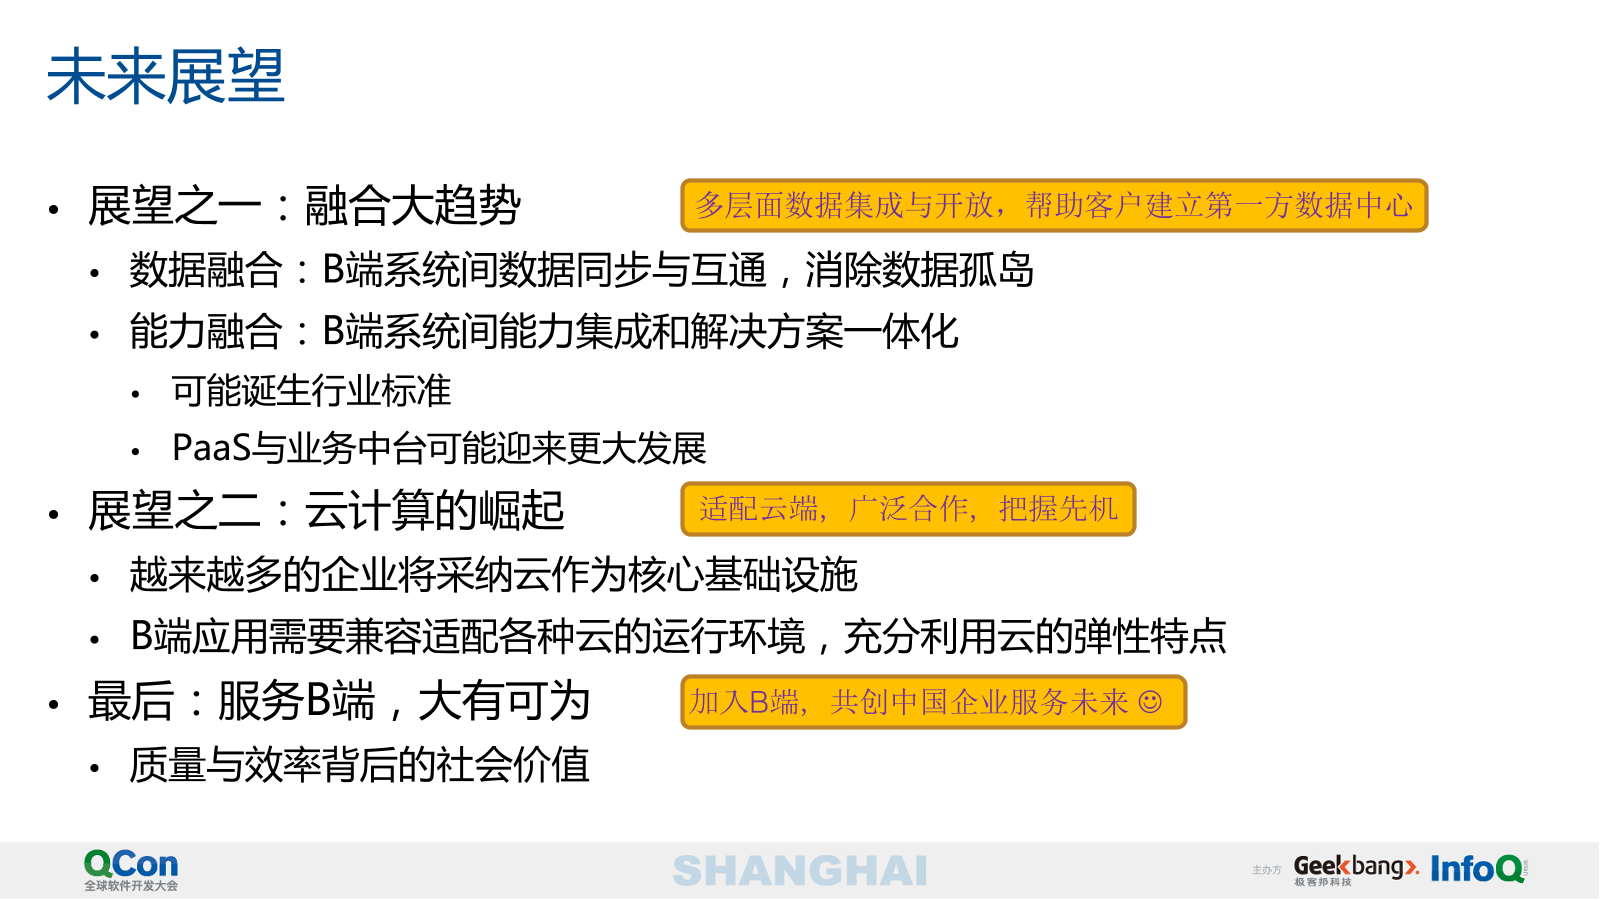 未来展望
• 展望之一：融合大趋势
多层面数据集成与开放，帮助客户建立第一方数据中心
• 数据融合：B端系统间数据同步与互通，消除数据孤岛
• 能力融合：B端系统间能力集成和解决方案一体化
• 可能诞生行业标准
• PaaS与业务中台可能迎来更大发展
• 展望之二：云计算的崛起
适配云端，广泛合作，把握先机
• 越来越多的企业将采纳云作为核心基础设施
• B端应用需要兼容适配各种云的运行环境，充分利用云的弹性特点
• 最后：服务B端，大有可为
加入B端，共创中国企业服务未来☺
• 质量与效率背后的社会价值
QCon
全球软件开发大会
SHANGHAI
主办方
Geekbang>.
极客邦科技
InfoQ